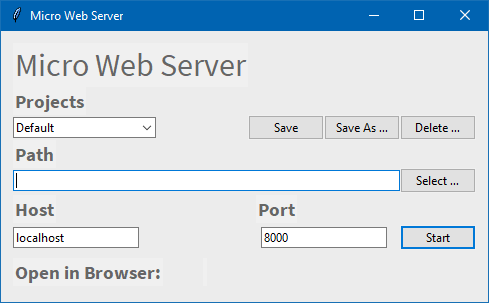 Micro Web Server
Micro Web Server
Projects
Default
Save
Save As ...
Delete ...
Path
Select ...
Host
Port
localhost
8000
Start
Open in Browser: